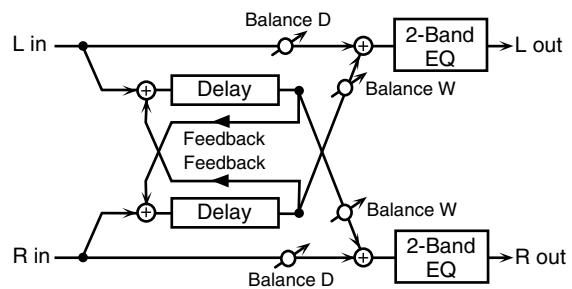 Balance D
L in
2-Band
EQ
L out
Delay
Balance W
Feedback
Feedback
Delay
Balance W
R in
2-Band
EQ
R out
Balance D